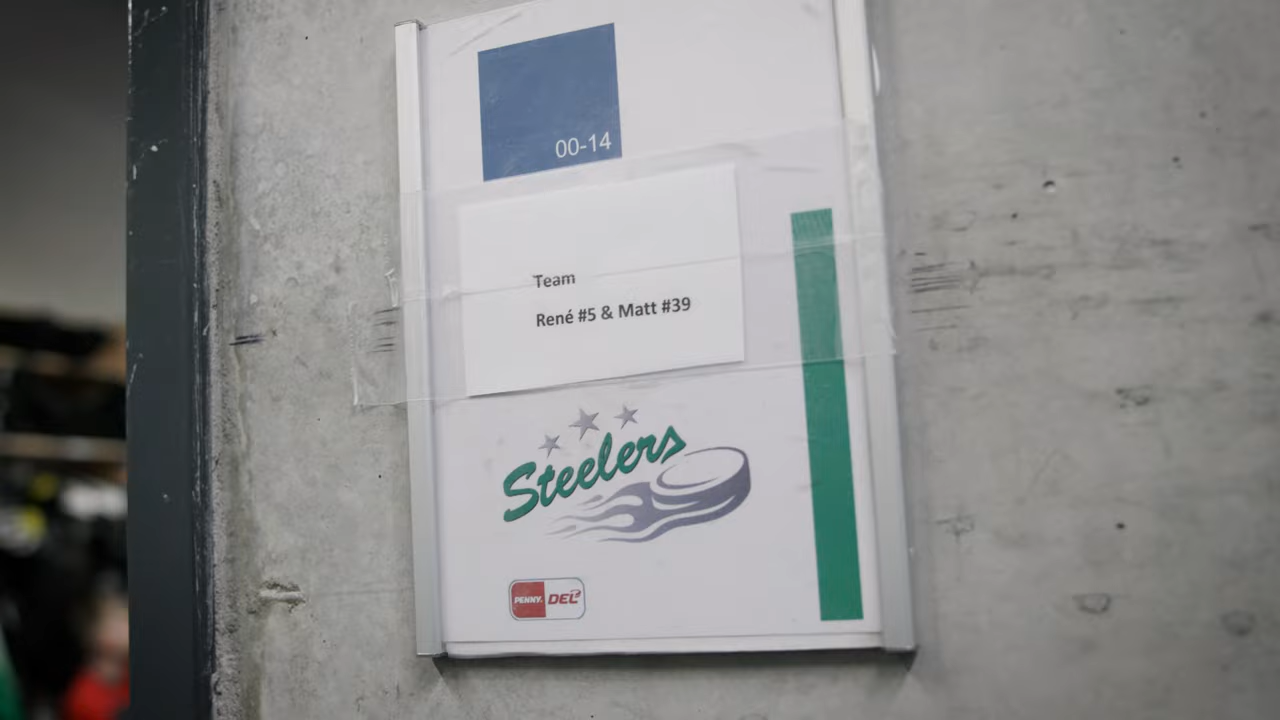 00-14
Team
René #5 & Matt #39
Steelers
PENNY. DEL